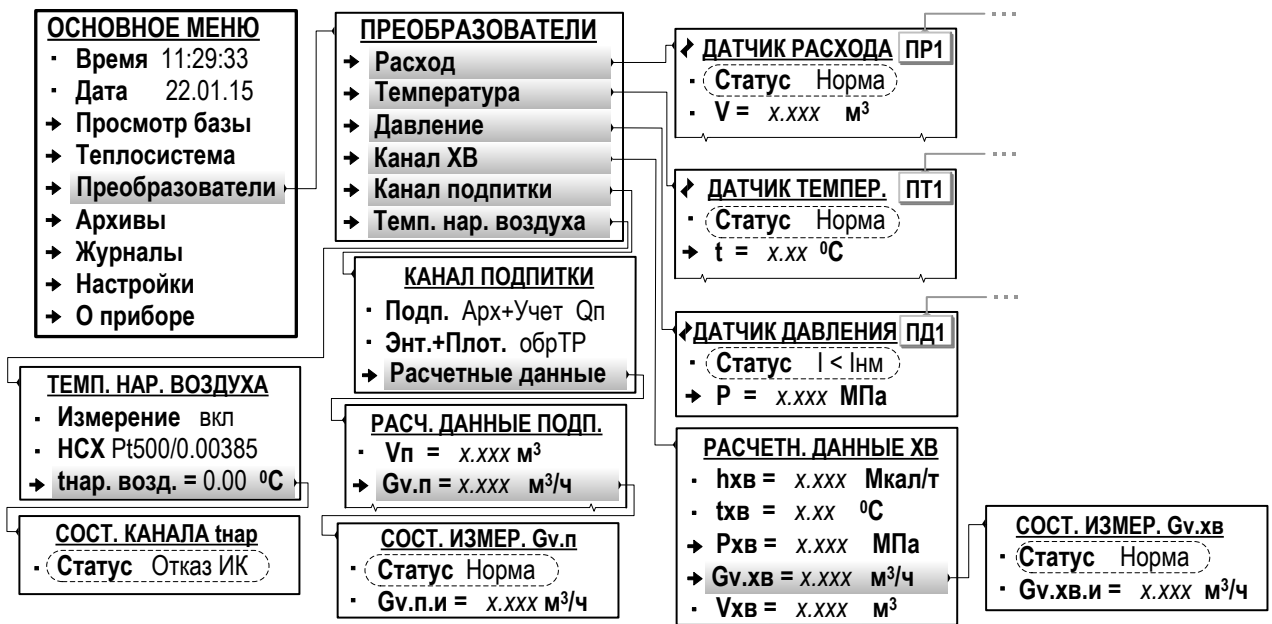 ОСНОВНОЕ МЕНЮ
· Время 11:29:33
· Дата 22.01.15
→ Просмотр базы
→ Теплосистема
→ Преобразователи
→ Архивы
→ Журналы
→ Настройки
→ О приборе
ПРЕОБРАЗОВАТЕЛИ
→ Расход
→ Температура
→ Давление
→ Канал ХВ
→ Канал подпитки
→ Темп. нар. воздуха
ДАТЧИК РАСХОДА ПР1
· Статус Норма
· V = x.xxx м³
ДАТЧИК ТЕМПЕР. ПТ1
· Статус Норма
→ t = x.xx ⁰С
ДАТЧИК ДАВЛЕНИЯ ПД1
· Статус I < Iнм
→ P = x.xxx МПа
КАНАЛ ПОДПИТКИ
· Подп. Арх+Учет Qп
· Энт.+Плот. обрТР
→ Расчетные данные
ТЕМП. НАР. ВОЗДУХА
· Измерение вкл
· НСХ Pt500/0.00385
→ tнар. возд. = 0.00 ⁰С
РАСЧ. ДАННЫЕ ПОДП.
· Vп = x.xxx м³
→ Gv.п = x.xxx м³/ч
РАСЧЕТН. ДАННЫЕ ХВ
· hхв = x.xxx Мкал/т
· tхв = x.xx ⁰С
→ Pхв = x.xxx МПа
→ Gv.хв = x.xxx м³/ч
· Vхв = x.xxx м³
СОСТ. КАНАЛА tнар
· Статус Отказ ИК
СОСТ. ИЗМЕР. Gv.п
· Статус Норма
· Gv.п.и = x.xxx м³/ч
СОСТ. ИЗМЕР. Gv.хв
· Статус Норма
· Gv.хв.и = x.xxx м³/ч